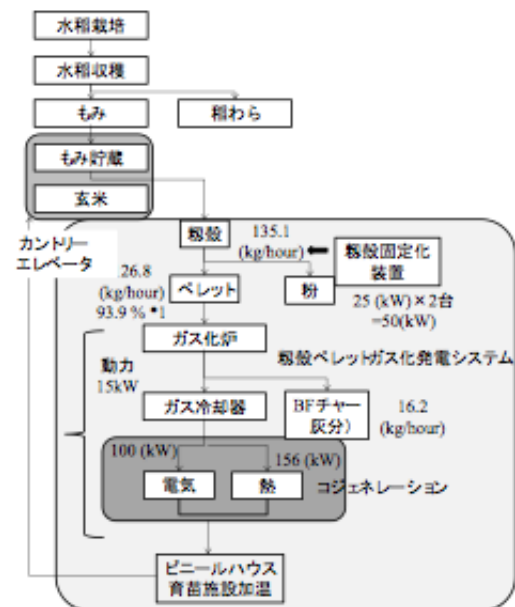 水稲栽培
水稲収穫
もみ
稲わら
もみ貯蔵
玄米
カントリー
エレベータ
籾殻
135.1
(kg/hour)
籾殻固定化
装置
26.8
(kg/hour)
93.9 % *1
ペレット
粉
25 (kW)×2台
=50(kW)
ガス化炉
籾殻ペレットガス化発電システム
動力
15kW
ガス冷却器
BFチャー
灰分)
16.2
(kg/hour)
100 (kW)
156 (kW)
電気
熱
コジェネレーション
ビニールハウス
育苗施設加温